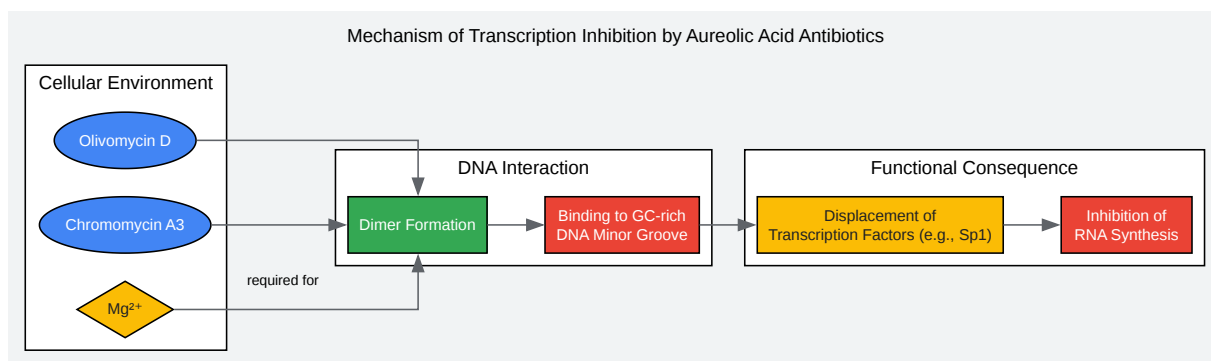 Mechanism of Transcription Inhibition by Aureolic Acid Antibiotics
Cellular Environment
Olivomycin D
Chromomycin A3
Mg²⁺
required for
DNA Interaction
Dimer Formation
Binding to GC-rich
DNA Minor Groove
Functional Consequence
Displacement of
Transcription Factors (e.g., Sp1)
Inhibition of
RNA Synthesis